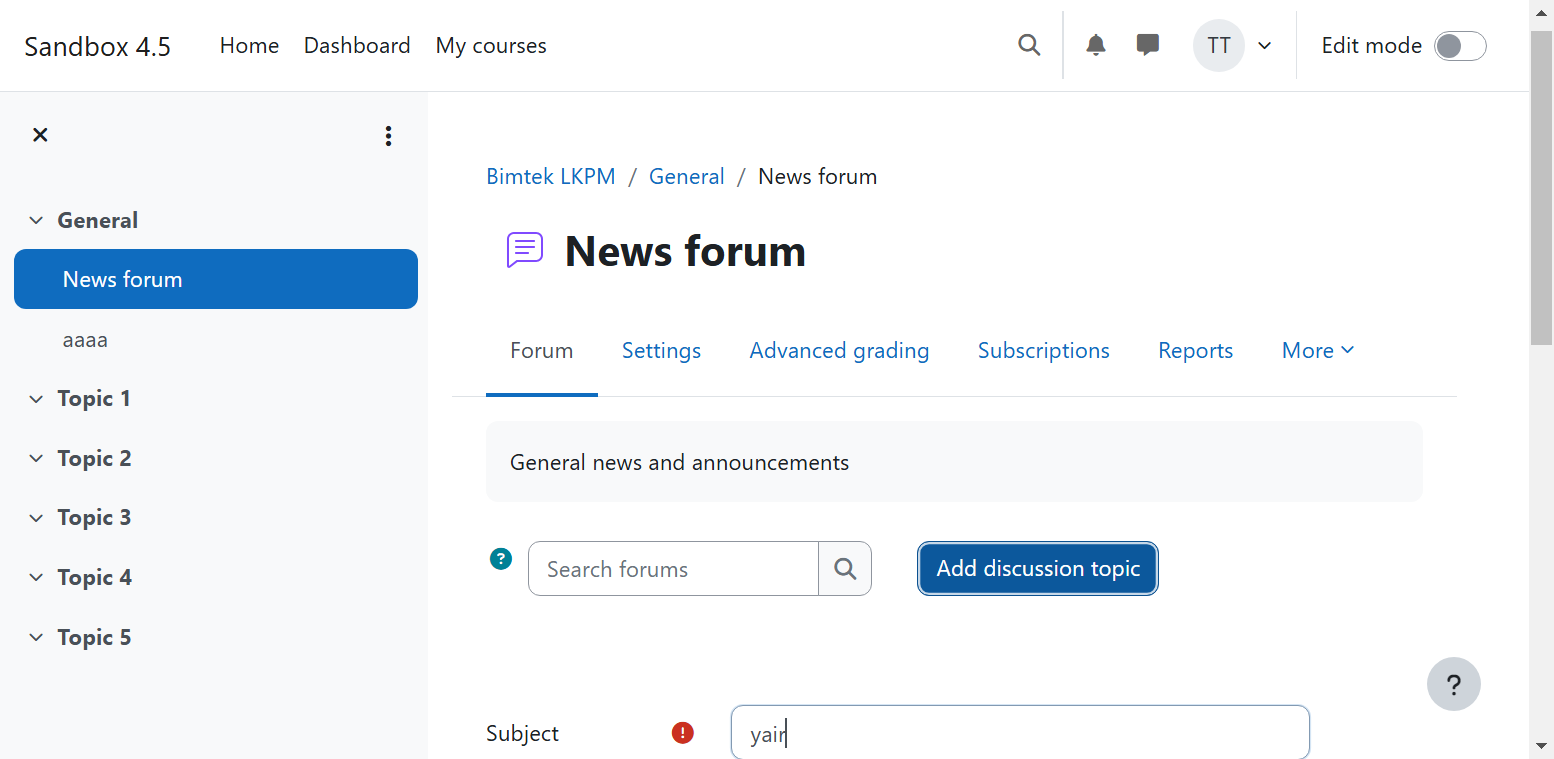 Sandbox 4.5 Home Dashboard My courses TT Edit mode
General
News forum
aaaa
Topic 1
Topic 2
Topic 3
Topic 4
Topic 5
Bimtek LKPM / General / News forum
News forum
Forum Settings Advanced grading Subscriptions Reports More
General news and announcements
? Search forums Add discussion topic
?
Subject ! yair